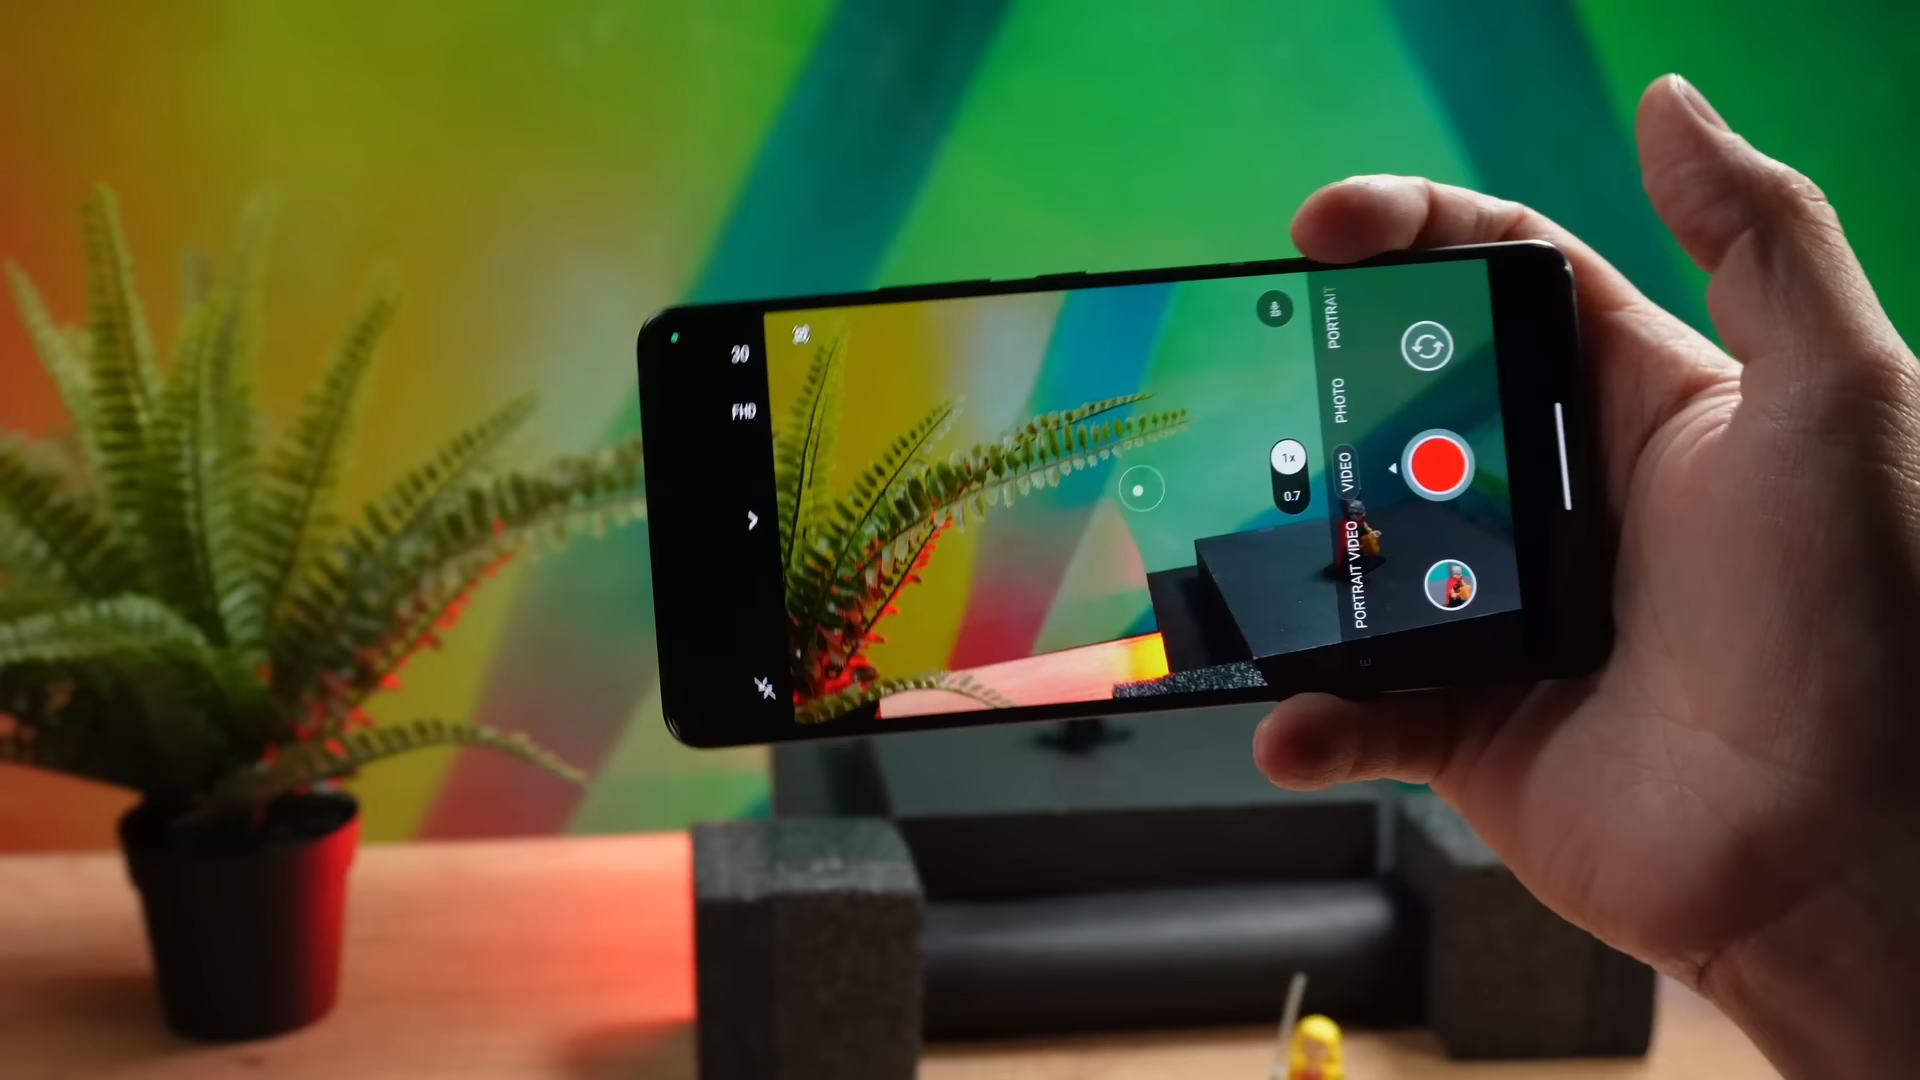 30
FHD
1x
0.7
PORTRAIT
PHOTO
VIDEO
PORTRAIT VIDEO